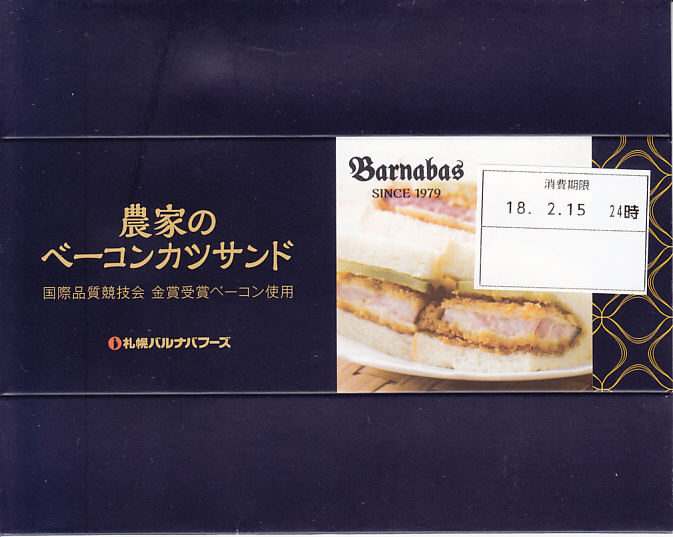 農家の
ベーコンカツサンド
国際品質競技会 金賞受賞ベーコン使用
札幌バルナバフーズ
Barnabas
SINCE 1979
消費期限
18. 2.15 24時